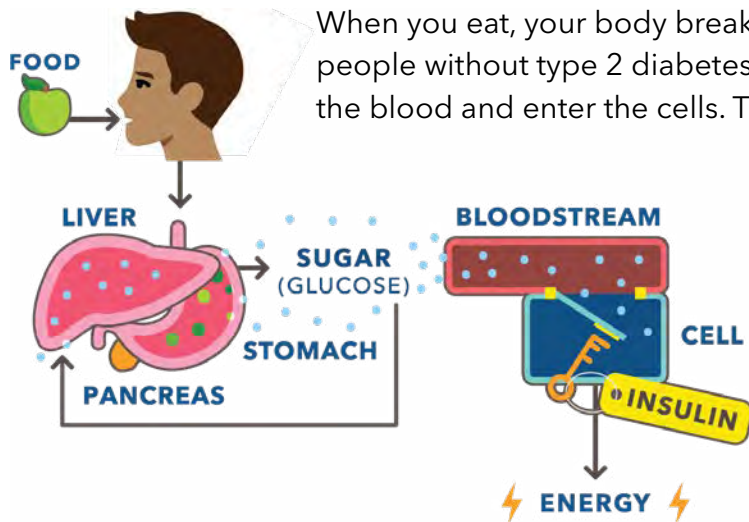 When you eat, your body break
people without type 2 diabetes
the blood and enter the cells. T
FOOD
LIVER
BLOODSTREAM
SUGAR
(GLUCOSE)
STOMACH
CELL
PANCREAS
INSULIN
ENERGY